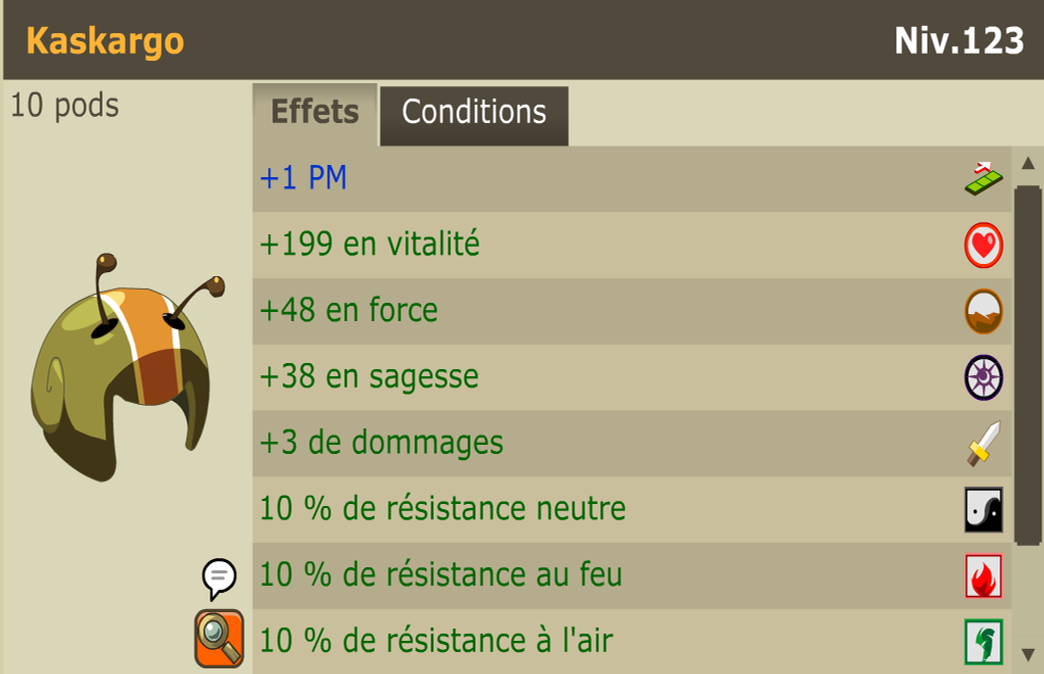 Kaskargo
Niv.123
10 pods
Effets
Conditions
+1 PM
+199 en vitalité
+48 en force
+38 en sagesse
+3 de dommages
10 % de résistance neutre
10 % de résistance au feu
10 % de résistance à l'air